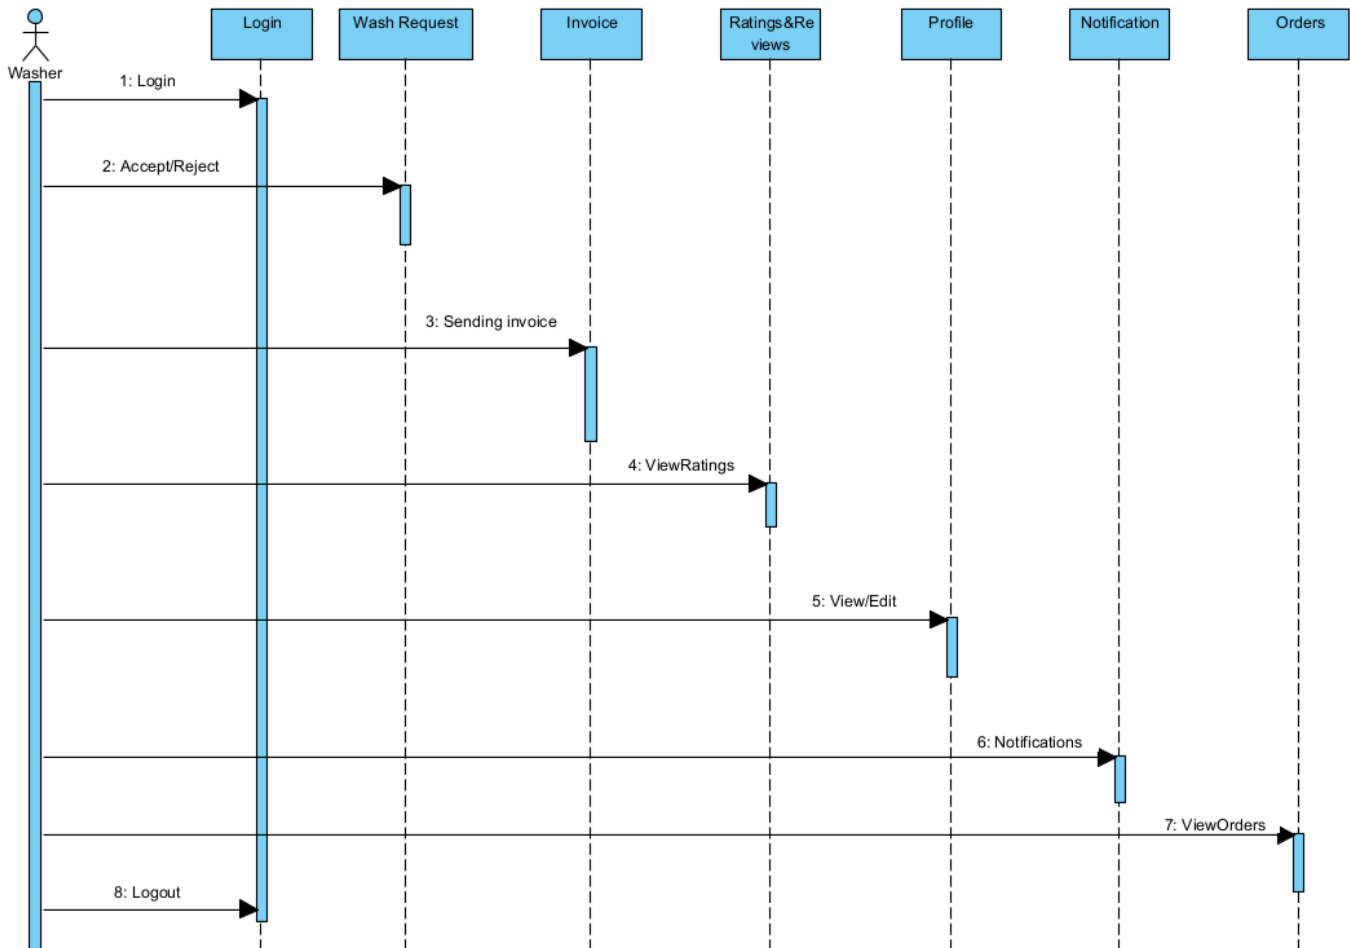 Washer
Login
Wash Request
Invoice
Ratings&Re
views
Profile
Notification
Orders
1: Login
2: Accept/Reject
3: Sending invoice
4: ViewRatings
5: View/Edit
6: Notifications
7: ViewOrders
8: Logout